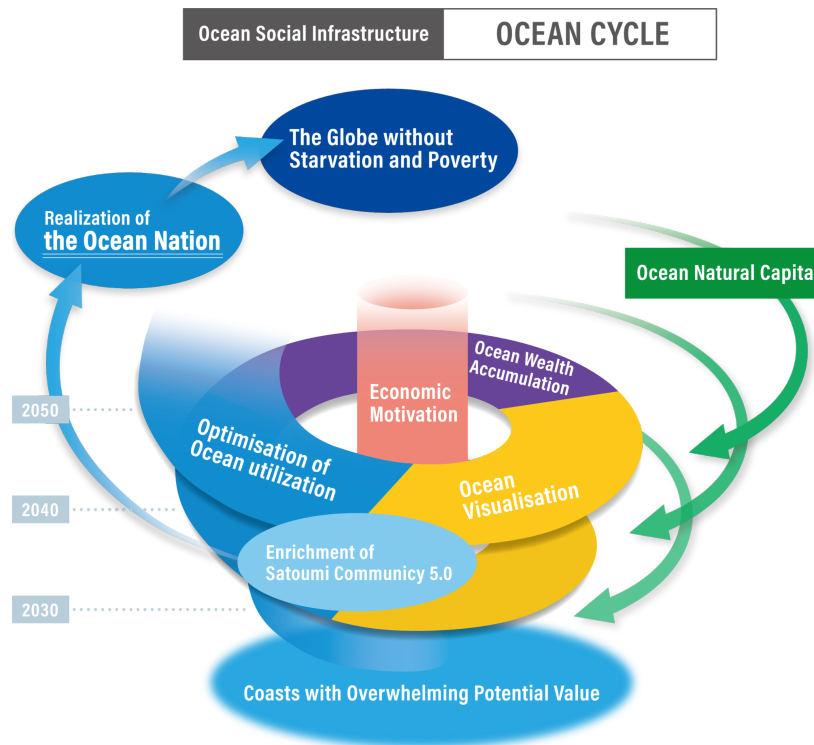 Ocean Social Infrastructure
OCEAN CYCLE
The Globe without
Starvation and Poverty
Realization of
the Ocean Nation
Ocean Natural Capita
Ocean Wealth
Accumulation
Economic
Motivation
2050
Optimisation of
Ocean utilization
Ocean
Visualisation
2040
Enrichment of
Satoumi Communicy 5.0
2030
Coasts with Overwhelming Potential Value